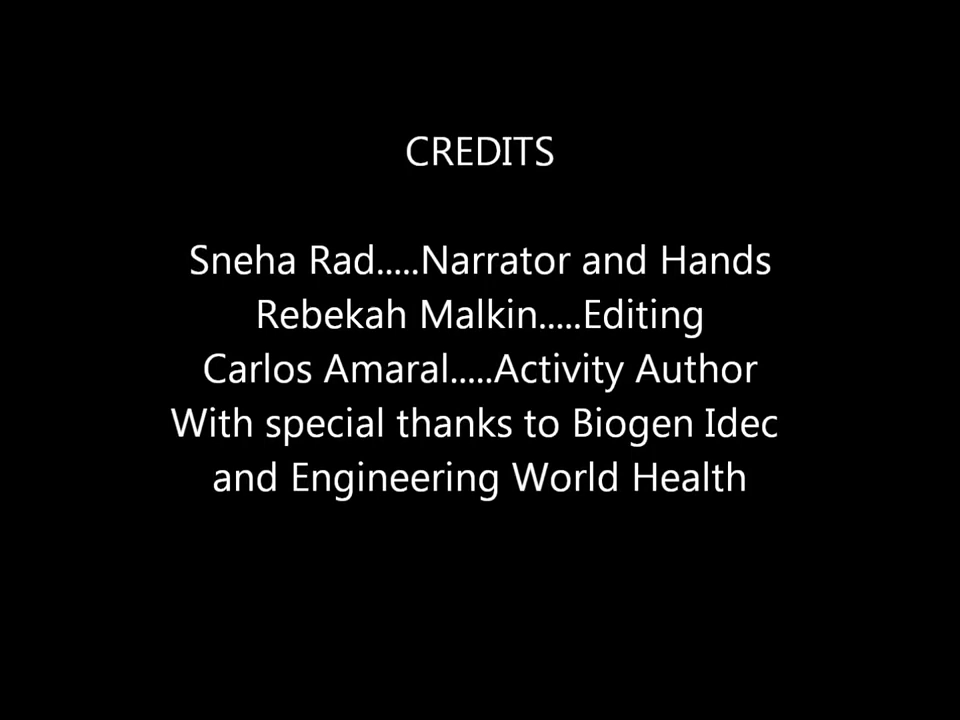 CREDITS
Sneha Rad.....Narrator and Hands
Rebekah Malkin.....Editing
Carlos Amaral.....Activity Author
With special thanks to Biogen Idec
and Engineering World Health